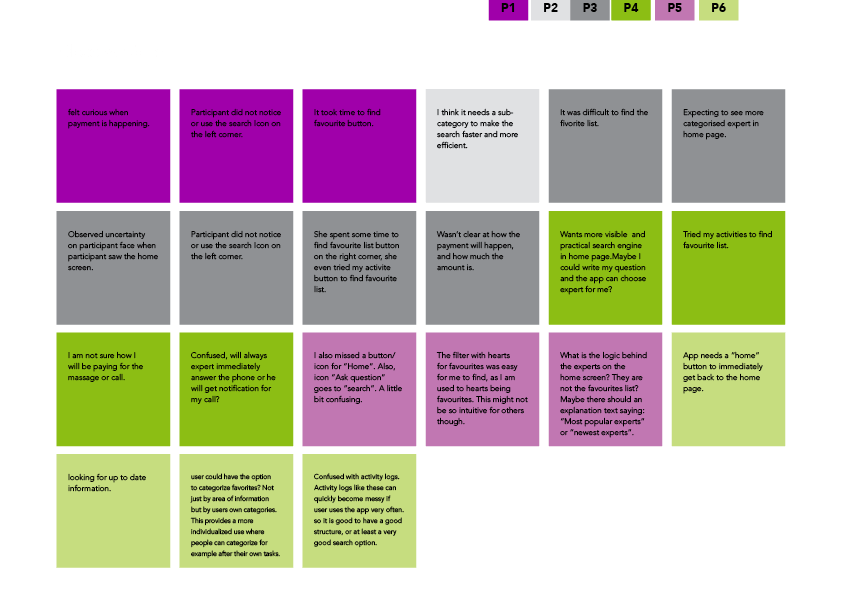 P1 P2 P3 P4 P5 P6
felt curious when
payment is happening.
Participant did not notice
or use the search Icon on
the left corner.
It took time to find
favourite button.
I think it needs a sub-
category to make the
search faster and more
efficient.
It was difficult to find the
fivorite list.
Expecting to see more
categorised expert in
home page.
Observed uncertainty
on participant face when
participant saw the home
screen.
Participant did not notice
or use the search Icon on
the left corner.
She spent some time to
find favourite list button
on the right corner, she
even tried my activite
button to find favourite
list.
Wasn't clear at how the
payment will happen,
and how much the
amount is.
Wants more visible and
practical search engine
in home page.Maybe I
could write my question
and the app can choose
expert for me?
Tried my activities to find
favourite list.
I am not sure how I
will be paying for the
massage or call.
Confused, will always
expert immediately
answer the phone or he
will get notification for
my call?
I also missed a button/
icon for "Home". Also,
icon "Ask question"
goes to "search". A little
bit confusing.
The filter with hearts
for favourites was easy
for me to find, as I am
used to hearts being
favourites. This might not
be so intuitive for others
though.
What is the logic behind
the experts on the
home screen? They are
not the favourites list?
Maybe there should an
explanation text saying:
"Most popular experts"
or "newest experts".
App needs a "home"
button to immediately
get back to the home
page.
looking for up to date
information.
user could have the option
to categorize favorites? Not
just by area of information
but by users own categories.
This provides a more
individualized use where
people can categorize for
example after their own tasks.
Confused with activity logs.
Activity logs like these can
quickly become messy if
user uses the app very often.
so it is good to have a good
structure, or at least a very
good search option.